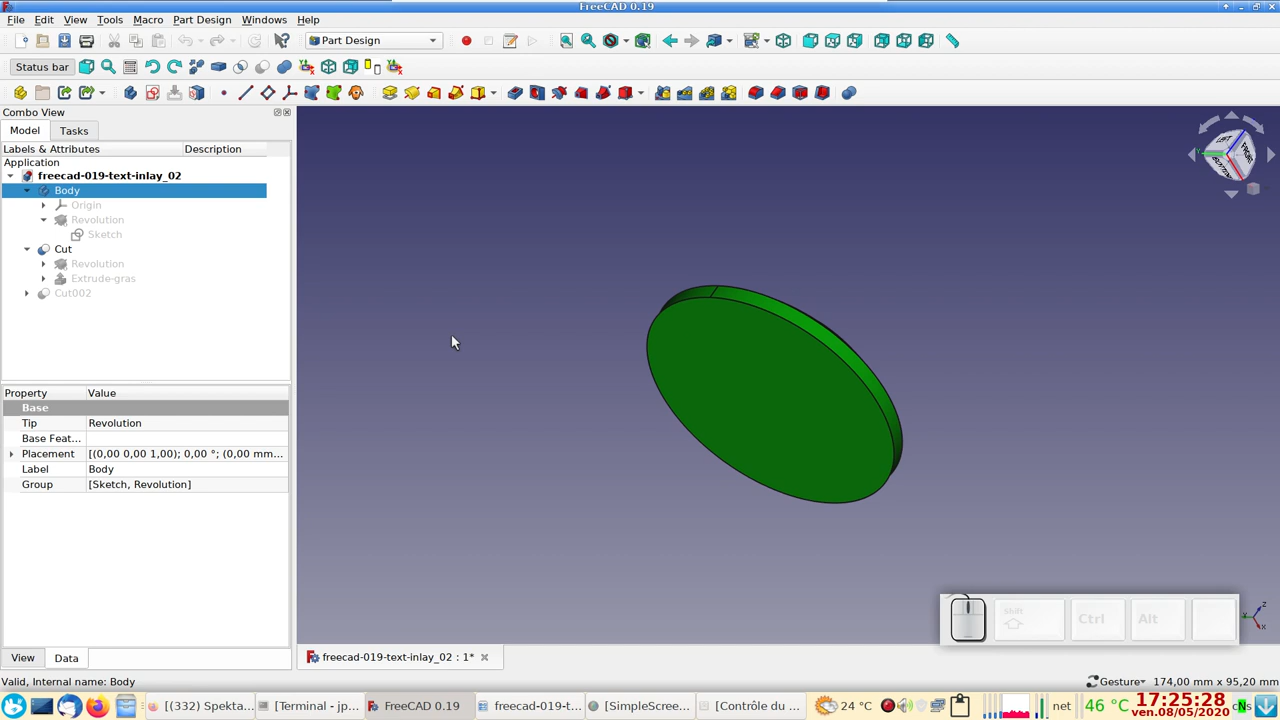 FreeCAD 0.19
File Edit View Tools Macro Part Design Windows Help
Part Design
Status bar
Combo View
Model Tasks
Labels & Attributes Description
Application
freecad-019-text-inlay_02
Body
Origin
Revolution
Sketch
Cut
Revolution
Extrude-gras
Cut002
Property Value
Base
Tip Revolution
Base Feat...
Placement [(0,00 0,00 1,00); 0,00 °; (0,00 mm...
Label Body
Group [Sketch, Revolution]
Shift Ctrl Alt
View Data
freecad-019-text-inlay_02 : 1*
Valid, Internal name: Body
Gesture 174,00 mm x 95,20 mm
[(332) Spekta... [Terminal - jp... FreeCAD 0.19 freecad-019-t... [SimpleScree... [Contrôle du ... 24 °C net 46 °C 17:25:28
ven.08/05/2020